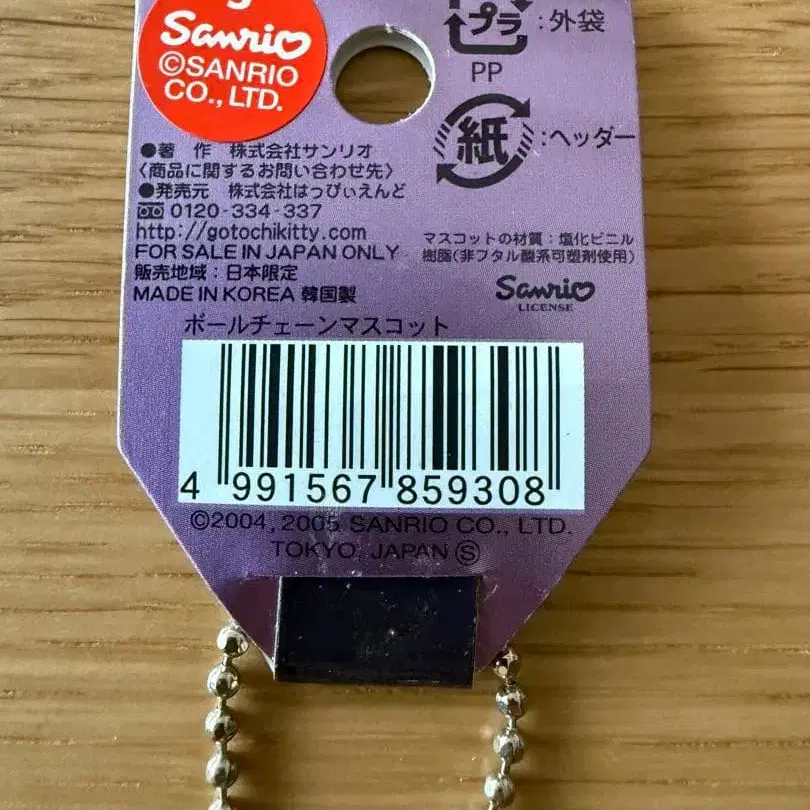 Sanrio
©SANRIO
CO., LTD.
プラ:外袋
PP
紙:ヘッダー
●著 作 株式会社サンリオ
〈商品に関するお問い合わせ先〉
●発売元 株式会社はっぴぃえんど
0120-334-337
http://gotochikitty.com
FOR SALE IN JAPAN ONLY
販売地域:日本限定
MADE IN KOREA 韓国製
マスコットの材質:塩化ビニル
樹脂(非フタル酸系可塑剤使用)
Sanrio
LICENSE
ボールチェーンマスコット
4 991567 859308
©2004, 2005 SANRIO CO., LTD.
TOKYO, JAPAN Ⓢ